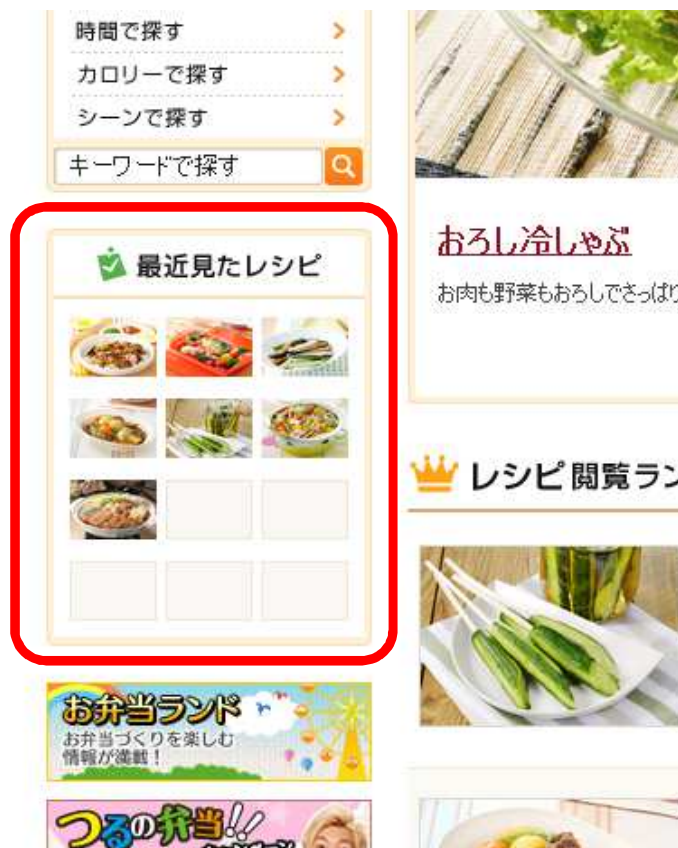 時間で探す
カロリーで探す
シーンで探す
キーワードで探す
最近見たレシピ
お弁当ランド
お弁当づくりを楽しむ
情報が満載！
つるの弁当!!
おろし冷しゃぶ
お肉も野菜もおろしでさっぱり
レシピ閲覧ラン